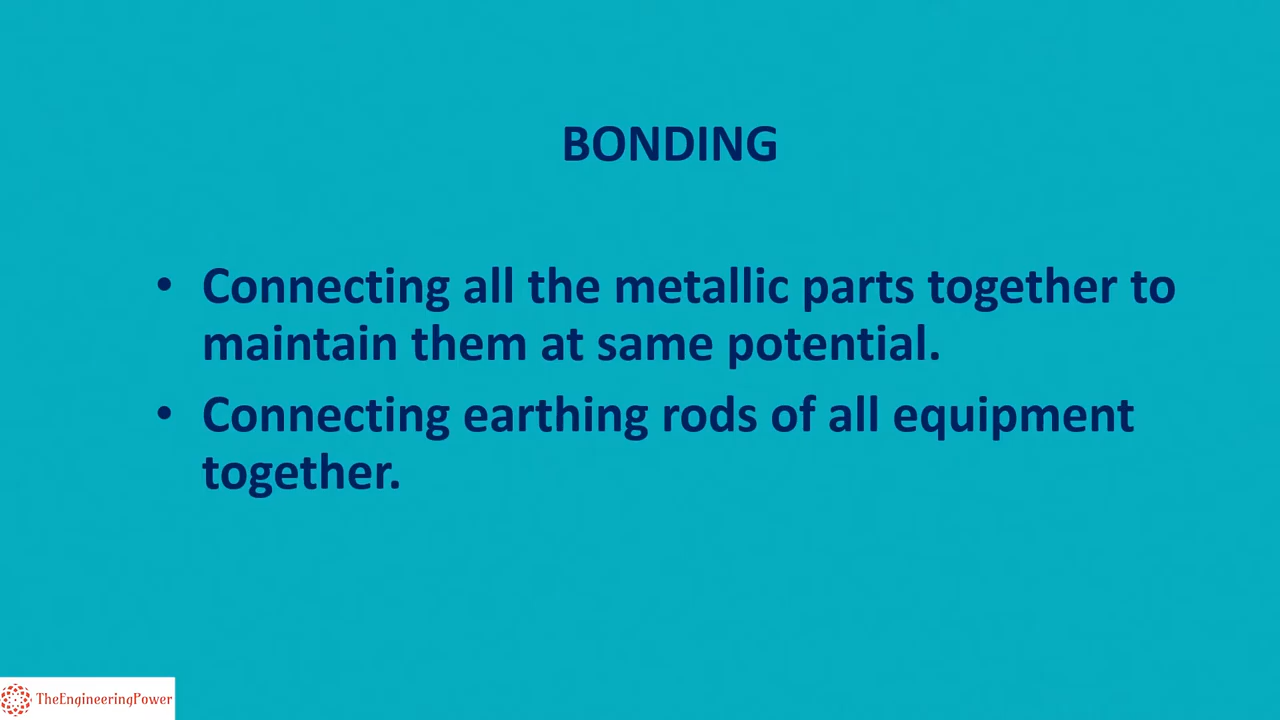 BONDING
• Connecting all the metallic parts together to
maintain them at same potential.
• Connecting earthing rods of all equipment
together.
TheEngineeringPower